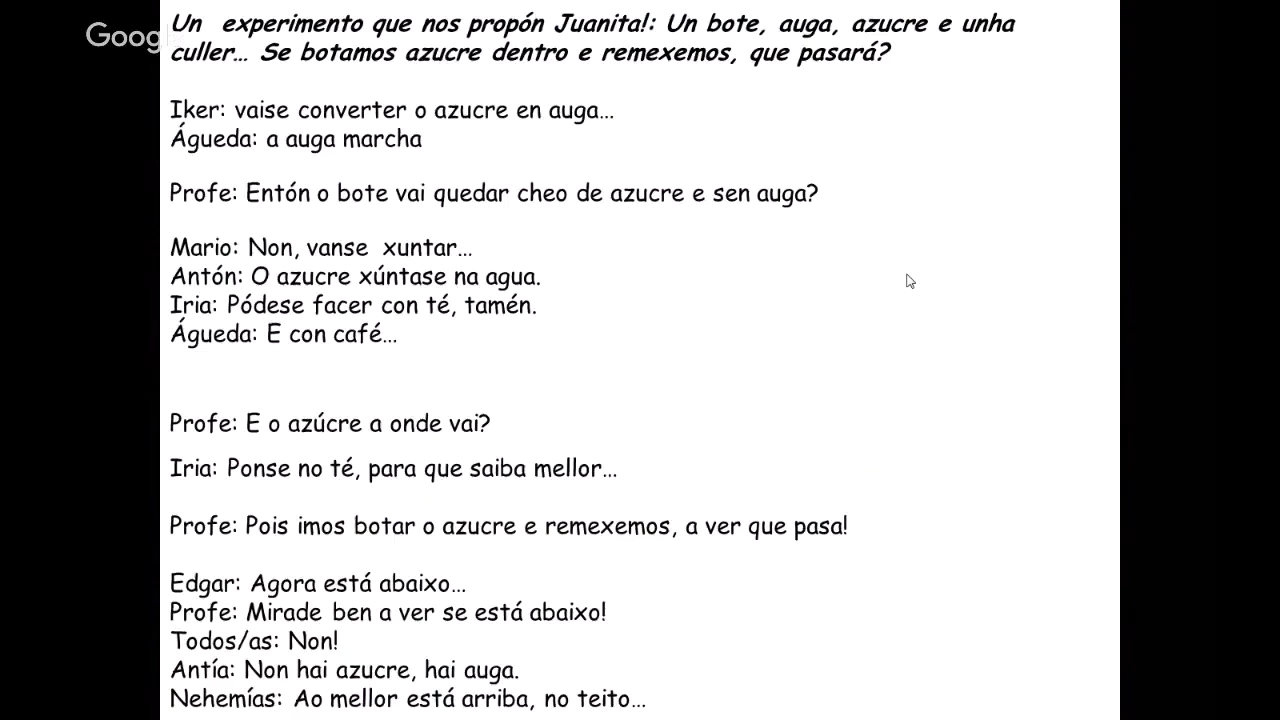 Google
Un experimento que nos propón Juanita!: Un bote, auga, azucre e unha
culler... Se botamos azucre dentro e remexemos, que pasará?
Iker: vaise converter o azucre en auga...
Águeda: a auga marcha
Profe: Entón o bote vai quedar cheo de azucre e sen auga?
Mario: Non, vanse xuntar...
Antón: O azucre xúntase na agua.
Iria: Pódese facer con té, tamén.
Águeda: E con café...
Profe: E o azúcre a onde vai?
Iria: Ponse no té, para que saiba mellor...
Profe: Pois imos botar o azucre e remexemos, a ver que pasa!
Edgar: Agora está abaixo...
Profe: Mirade ben a ver se está abaixo!
Todos/as: Non!
Antía: Non hai azucre, hai auga.
Nehemías: Ao mellor está arriba, no teito...